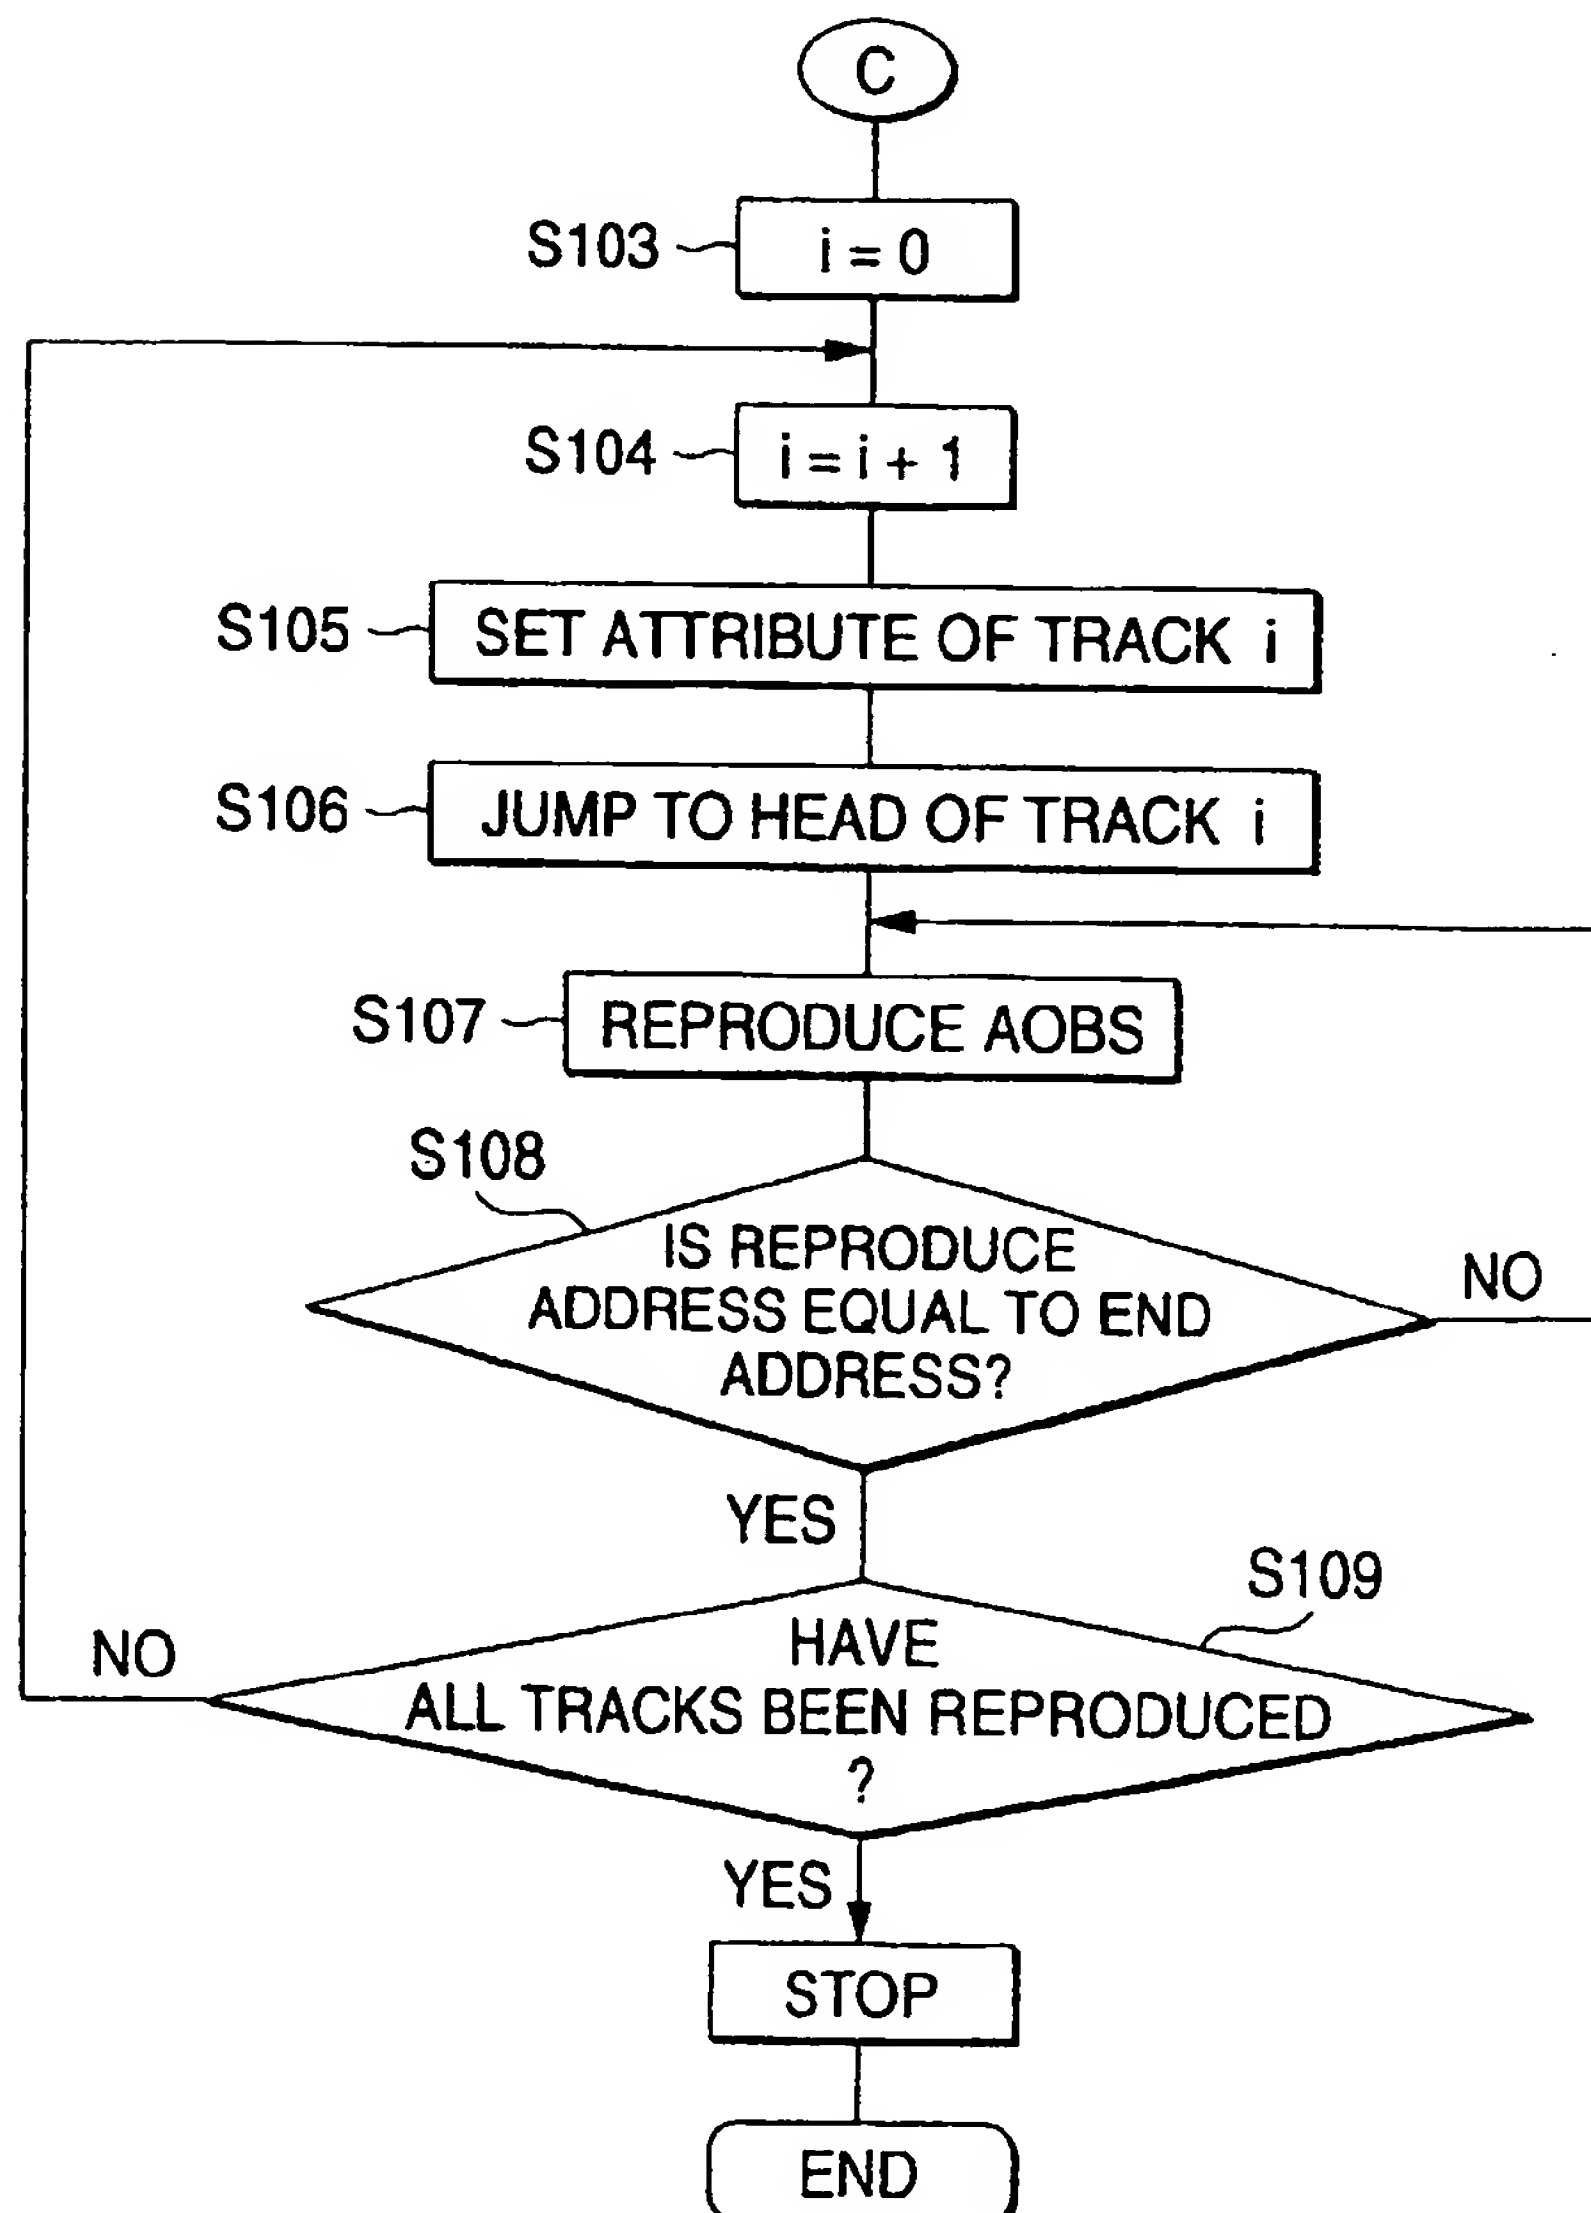 C
S103
i = 0
S104
i = i + 1
S105
SET ATTRIBUTE OF TRACK i
S106
JUMP TO HEAD OF TRACK i
S107
REPRODUCE AOBS
S108
IS REPRODUCE
ADDRESS EQUAL TO END
ADDRESS?
NO
YES
S109
HAVE
ALL TRACKS BEEN REPRODUCED
?
NO
YES
STOP
END